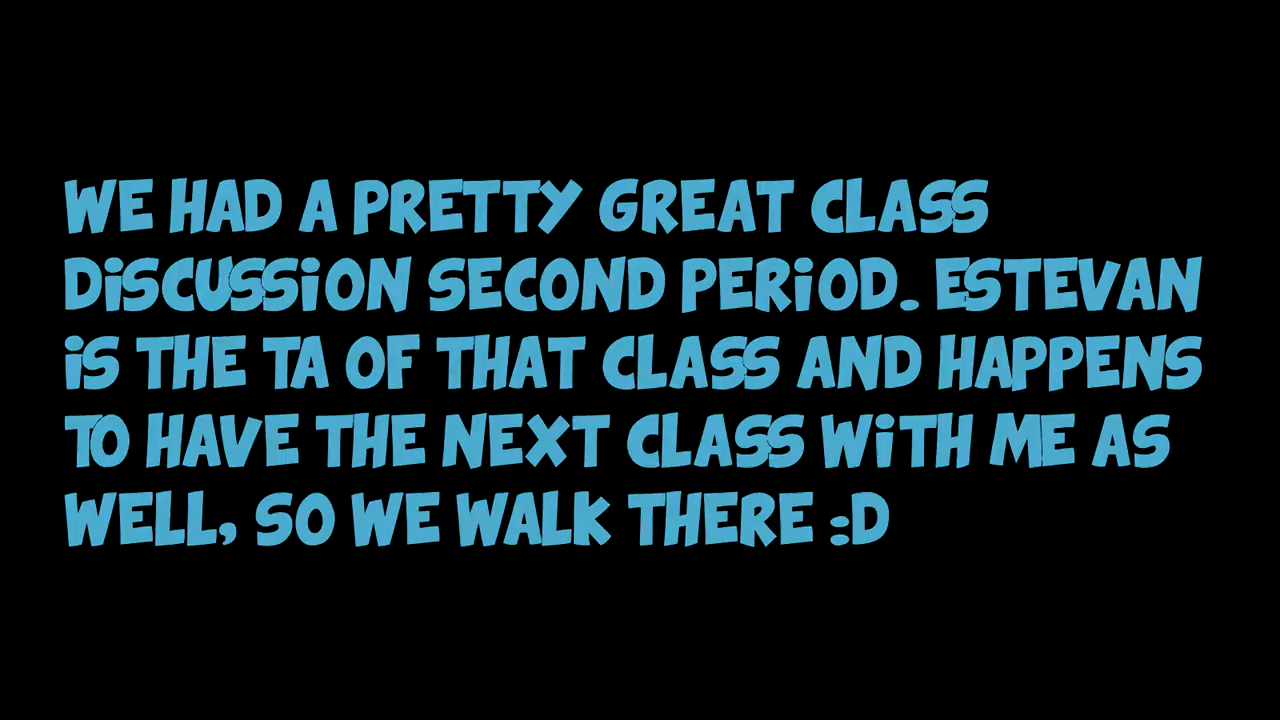 WE HAD A PRETTY GREAT CLASS
DiSCUSSiON SECOND PERiOD. ESTEVAN
iS THE TA OF THAT CLASS AND HAPPENS
TO HAVE THE NEXT CLASS WiTH ME AS
WELL, SO WE WALK THERE :D